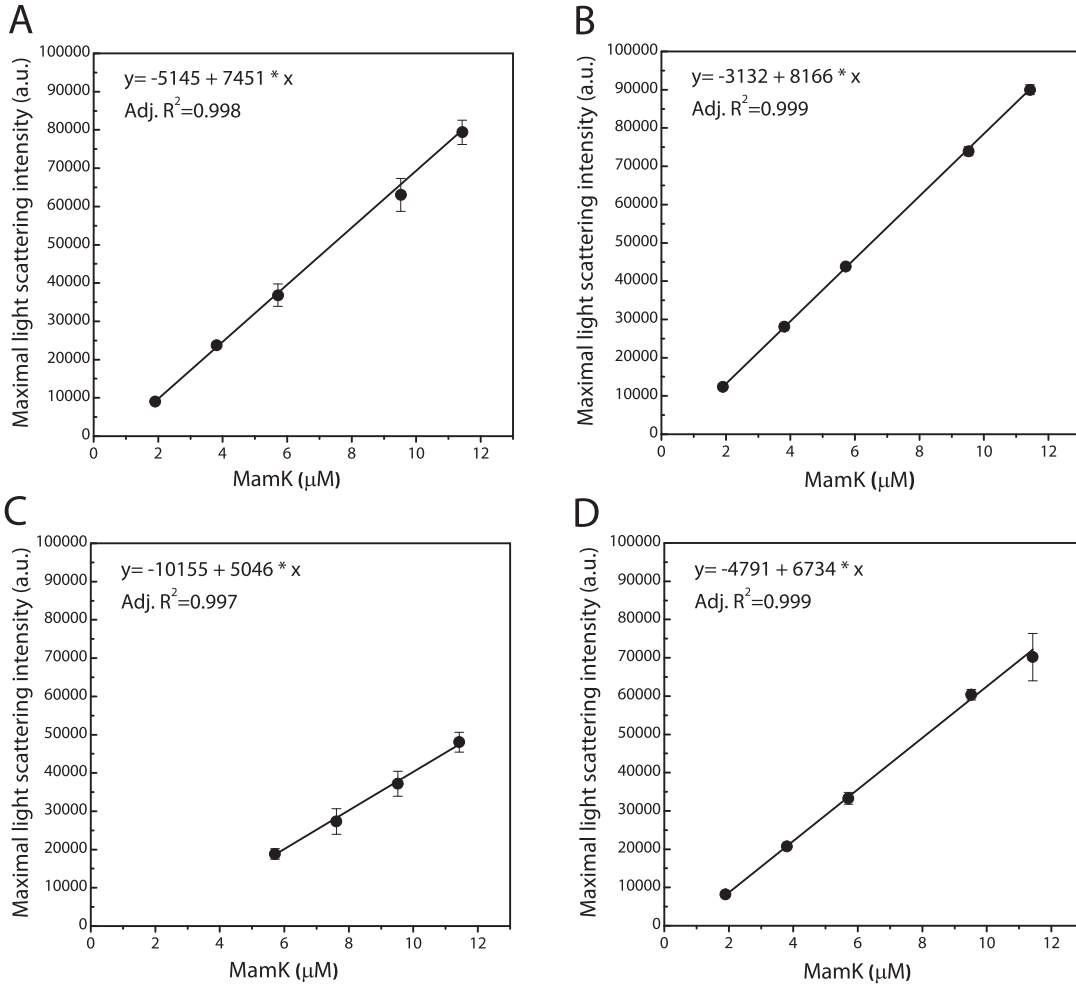 A
Maximal light scattering intensity (a.u.)
100000
90000
80000
70000
60000
50000
40000
30000
20000
10000
0
y= -5145 + 7451 * x
Adj. R²=0.998
0 2 4 6 8 10 12
MamK (μM)
B
Maximal light scattering intensity (a.u.)
100000
90000
80000
70000
60000
50000
40000
30000
20000
10000
0
y= -3132 + 8166 * x
Adj. R²=0.999
0 2 4 6 8 10 12
MamK (μM)
C
Maximal light scattering intensity (a.u.)
100000
90000
80000
70000
60000
50000
40000
30000
20000
10000
0
y= -10155 + 5046 * x
Adj. R²=0.997
0 2 4 6 8 10 12
MamK (μM)
D
Maximal light scattering intensity (a.u.)
100000
90000
80000
70000
60000
50000
40000
30000
20000
10000
0
y= -4791 + 6734 * x
Adj. R²=0.999
0 2 4 6 8 10 12
MamK (μM)